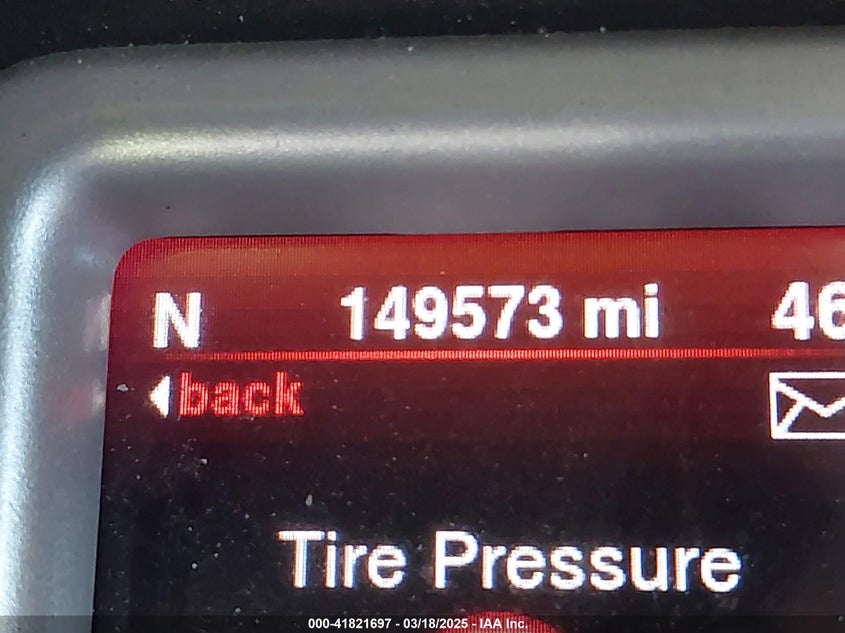 N 149573 mi 46
back
Tire Pressure
000-41821697 - 03/18/2025 - IAA Inc.